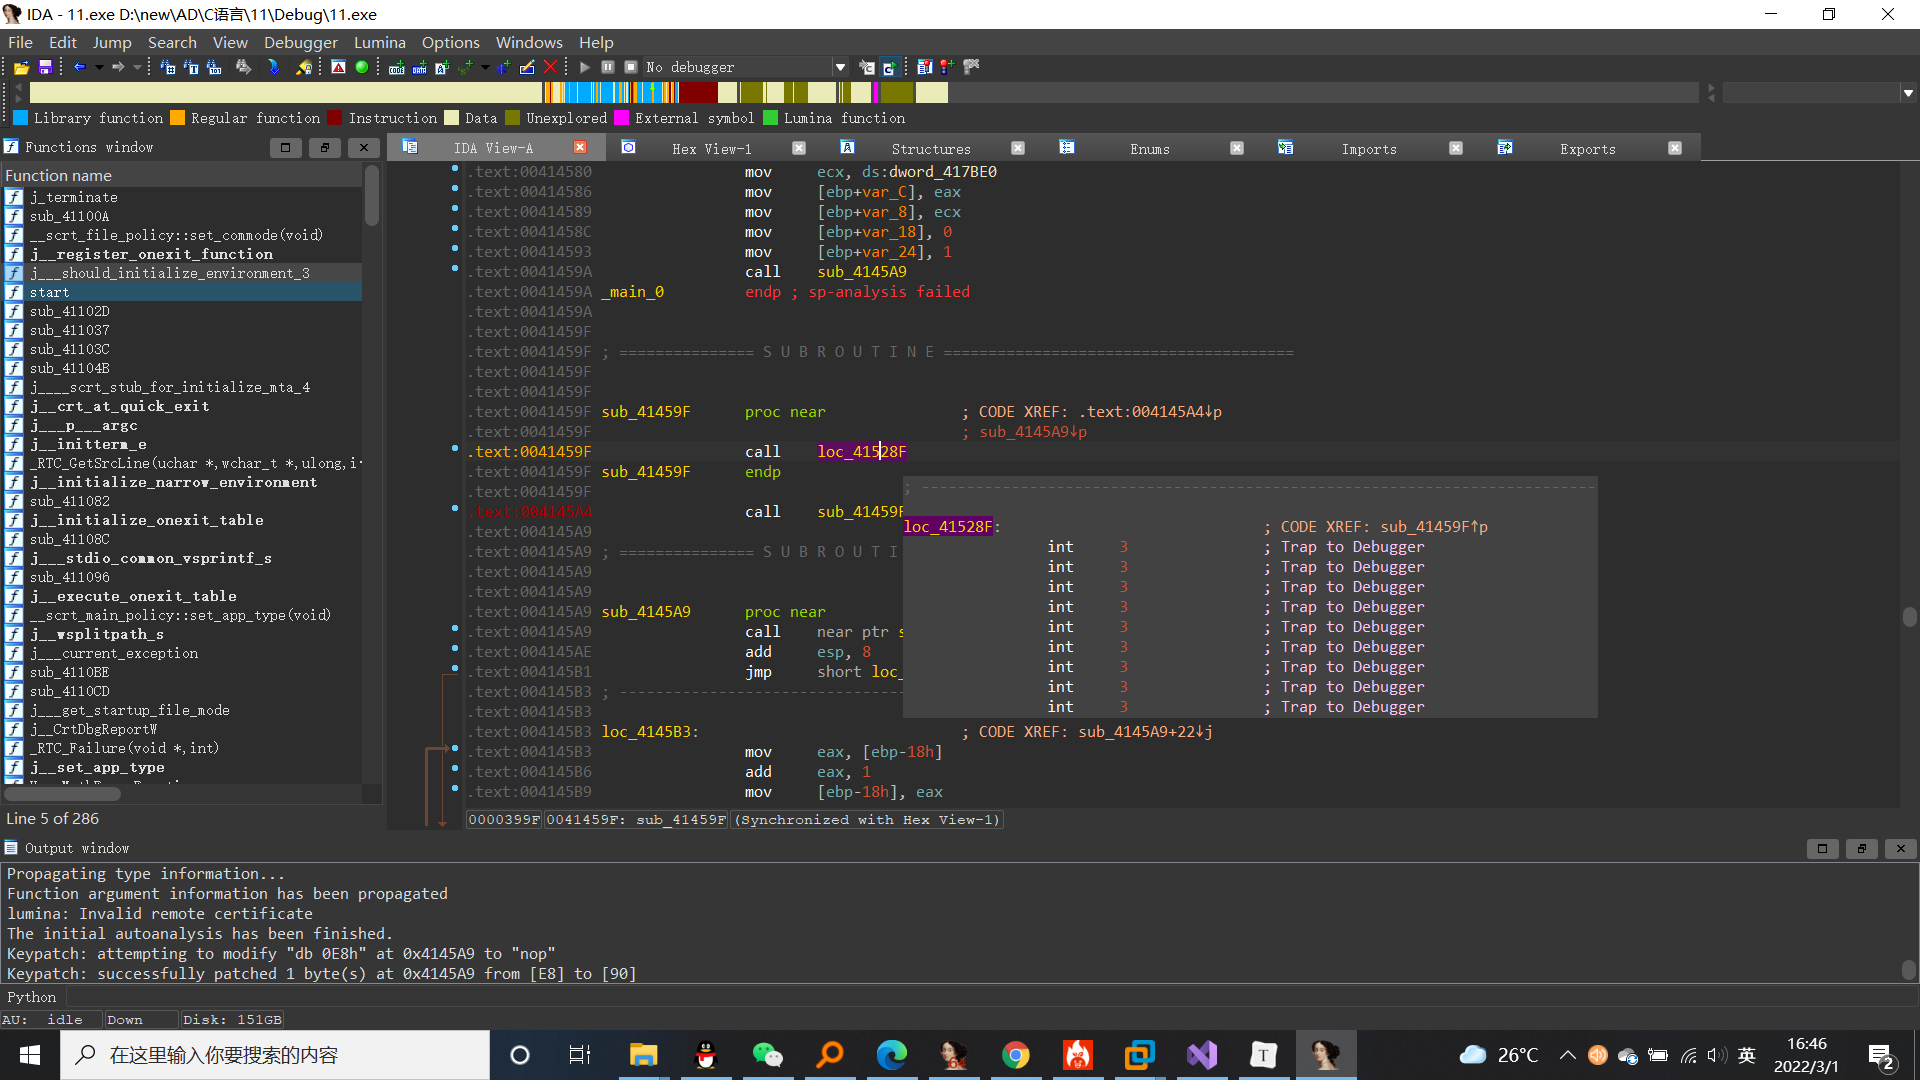 IDA - 11.exe D:\new\AD\C语言\11\Debug\11.exe
File Edit Jump Search View Debugger Lumina Options Windows Help
No debugger
Library function Regular function Instruction Data Unexplored External symbol Lumina function
Functions window
IDA View-A Hex View-1 Structures Enums Imports Exports
Function name
j_terminate
sub_41100A
__scrt_file_policy::set_commode(void)
j__register_onexit_function
j___should_initialize_environment_3
start
sub_41102D
sub_411037
sub_41103C
sub_41104B
j____scrt_stub_for_initialize_mta_4
j__crt_at_quick_exit
j___p___argc
j__initterm_e
_RTC_GetSrcLine(uchar *,wchar_t *,ulong,i
j__initialize_narrow_environment
sub_411082
j__initialize_onexit_table
sub_41108C
j___stdio_common_vsprintf_s
sub_411096
j__execute_onexit_table
__scrt_main_policy::set_app_type(void)
j__wsplitpath_s
j___current_exception
sub_4110BE
sub_4110CD
j___get_startup_file_mode
j__CrtDbgReportW
_RTC_Failure(void *,int)
j__set_app_type
Line 5 of 286
.text:00414580 mov ecx, ds:dword_417BE0
.text:00414586 mov [ebp+var_C], eax
.text:00414589 mov [ebp+var_8], ecx
.text:0041458C mov [ebp+var_18], 0
.text:00414593 mov [ebp+var_24], 1
.text:0041459A call sub_4145A9
.text:0041459A _main_0 endp ; sp-analysis failed
.text:0041459A
.text:0041459F
.text:0041459F ; =============== S U B R O U T I N E =======================================
.text:0041459F
.text:0041459F
.text:0041459F sub_41459F proc near ; CODE XREF: .text:004145A4↓p
.text:0041459F ; sub_4145A9↓p
.text:0041459F call loc_41528F
.text:0041459F sub_41459F endp
.text:0041459F
.text:004145A4 call sub_41459F
.text:004145A9
.text:004145A9 ; =============== S U B R O U T I
.text:004145A9
.text:004145A9
.text:004145A9 sub_4145A9 proc near
.text:004145A9 call near ptr s
.text:004145AE add esp, 8
.text:004145B1 jmp short loc_
.text:004145B3 ; --------------------------------
.text:004145B3
.text:004145B3 loc_4145B3: ; CODE XREF: sub_4145A9+22↓j
.text:004145B3 mov eax, [ebp-18h]
.text:004145B6 add eax, 1
.text:004145B9 mov [ebp-18h], eax
; ---------------------------------------------------------------------------
loc_41528F: ; CODE XREF: sub_41459F↑p
int 3 ; Trap to Debugger
int 3 ; Trap to Debugger
int 3 ; Trap to Debugger
int 3 ; Trap to Debugger
int 3 ; Trap to Debugger
int 3 ; Trap to Debugger
int 3 ; Trap to Debugger
int 3 ; Trap to Debugger
int 3 ; Trap to Debugger
0000399F 0041459F: sub_41459F (Synchronized with Hex View-1)
Output window
Propagating type information...
Function argument information has been propagated
lumina: Invalid remote certificate
The initial autoanalysis has been finished.
Keypatch: attempting to modify "db 0E8h" at 0x4145A9 to "nop"
Keypatch: successfully patched 1 byte(s) at 0x4145A9 from [E8] to [90]
Python
AU: idle Down Disk: 151GB
在这里输入你要搜索的内容
26°C
英
16:46
2022/3/1
2